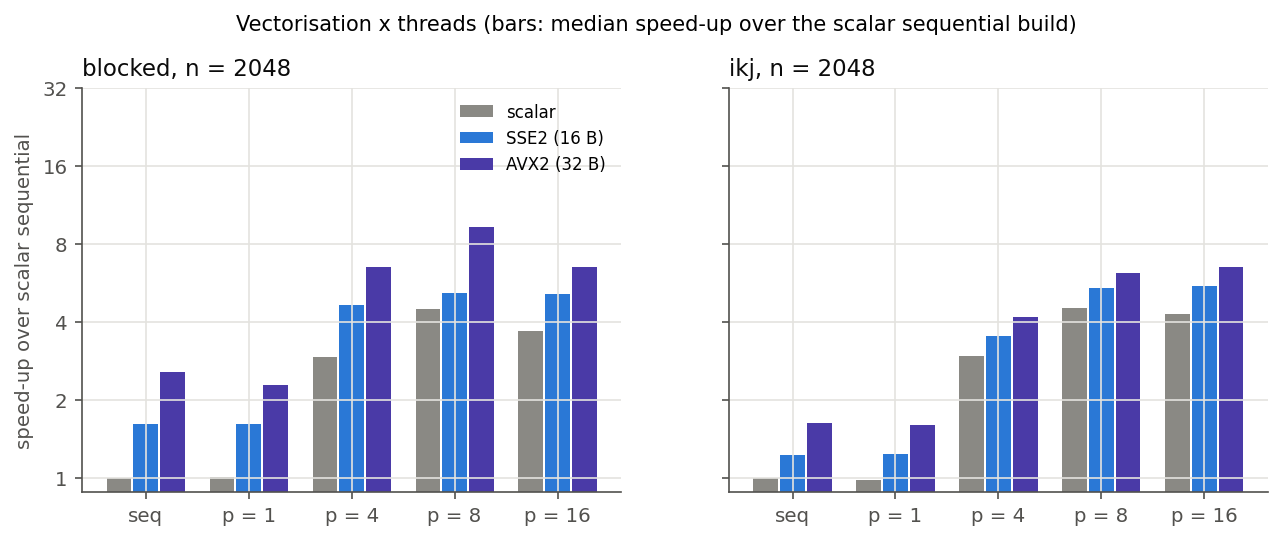 Vectorisation x threads (bars: median speed-up over the scalar sequential build)
blocked, n = 2048
32
16
8
4
2
1
speed-up over scalar sequential
scalar
SSE2 (16 B)
AVX2 (32 B)
seq
p = 1
p = 4
p = 8
p = 16
ikj, n = 2048
seq
p = 1
p = 4
p = 8
p = 16